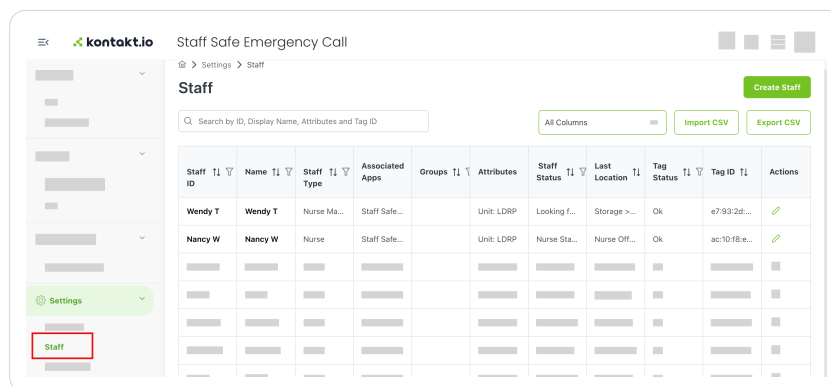 kontakt.io
Staff Safe Emergency Call
Settings > Staff
Staff
Create Staff
Search by ID, Display Name, Attributes and Tag ID
All Columns
Import CSV
Export CSV
Staff ID
Name
Staff Type
Associated Apps
Groups
Attributes
Staff Status
Last Location
Tag Status
Tag ID
Actions
Wendy T Wendy T Nurse Ma... Staff Safe... Unit: LDRP Looking f... Storage >... Ok e7:93:2d:...
Nancy W Nancy W Nurse Staff Safe... Unit: LDRP Nurse Sta... Nurse Off... Ok ac:10:f8:e...
Settings
Staff